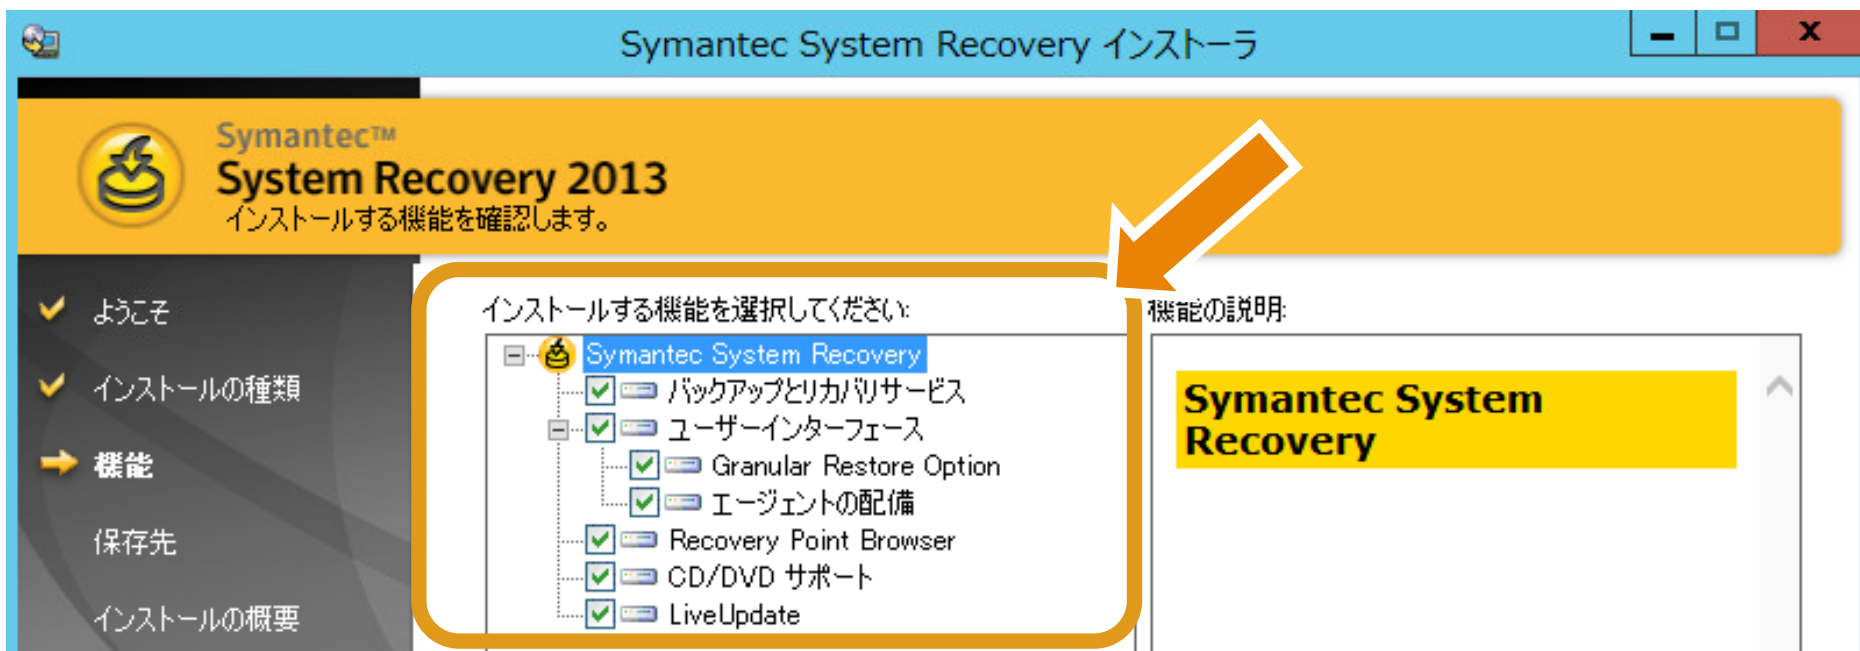 Symantec System Recovery インストーラ
Symantec™
System Recovery 2013
インストールする機能を確認します。
ようこそ
インストールの種類
機能
保存先
インストールの概要
インストールする機能を選択してください:
Symantec System Recovery
バックアップとリカバリサービス
ユーザーインターフェース
Granular Restore Option
エージェントの配備
Recovery Point Browser
CD/DVD サポート
LiveUpdate
機能の説明:
Symantec System
Recovery